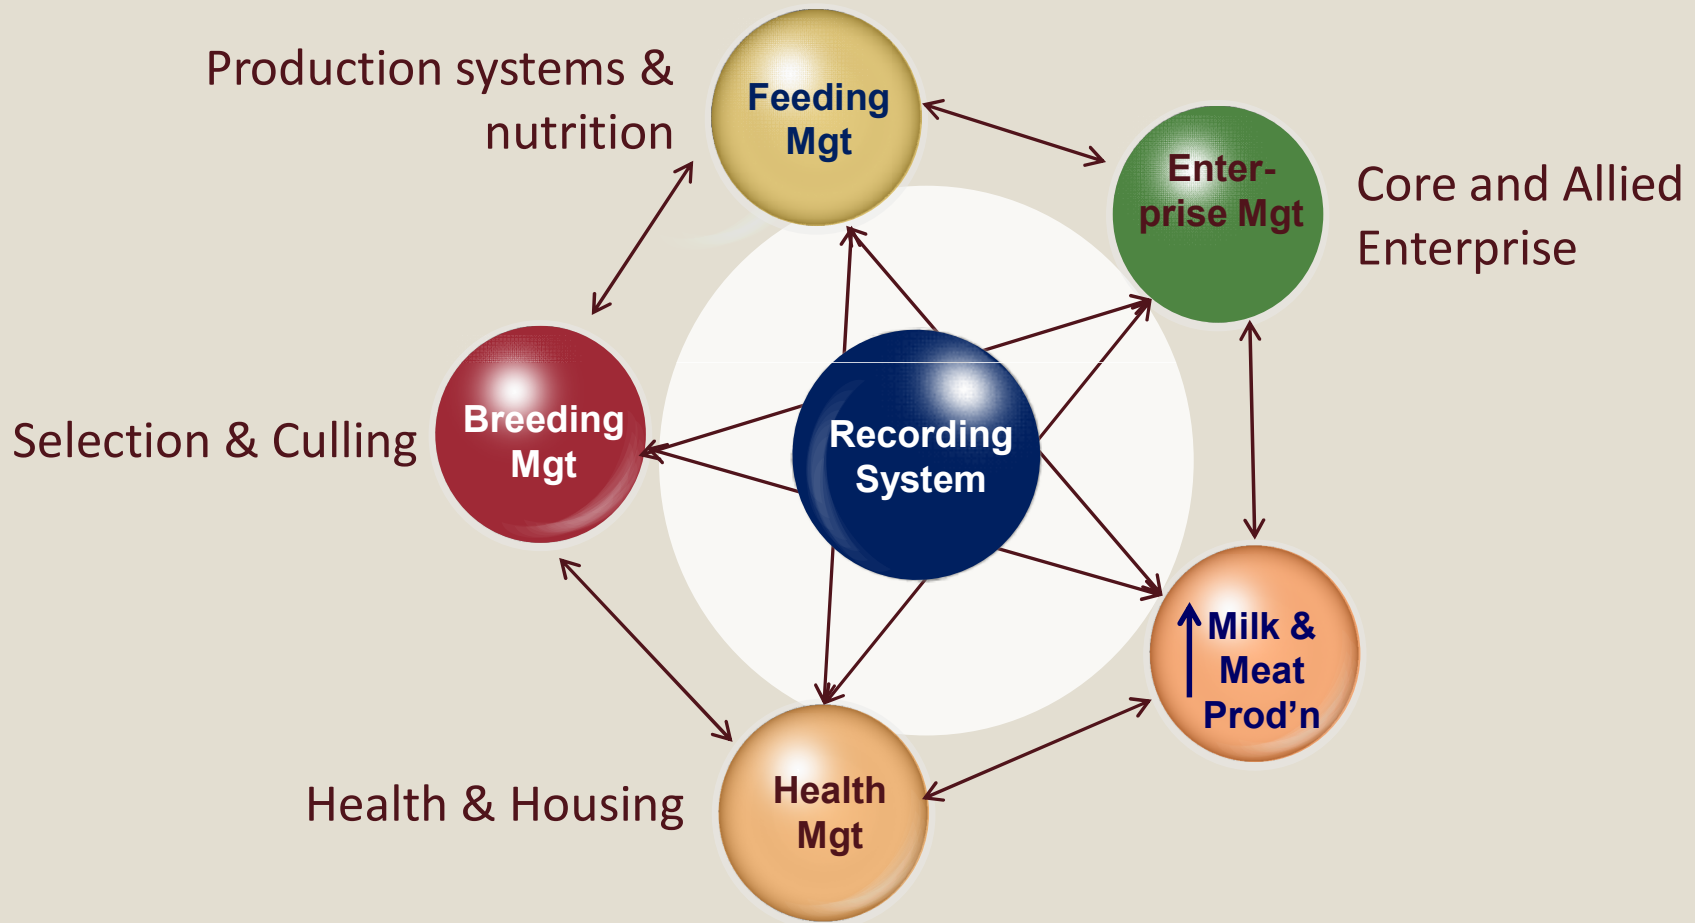 Production systems &
nutrition
Feeding
Mgt
Enter-
prise Mgt
Core and Allied
Enterprise
Selection & Culling
Breeding
Mgt
Recording
System
Milk &
Meat
Prod’n
Health & Housing
Health
Mgt